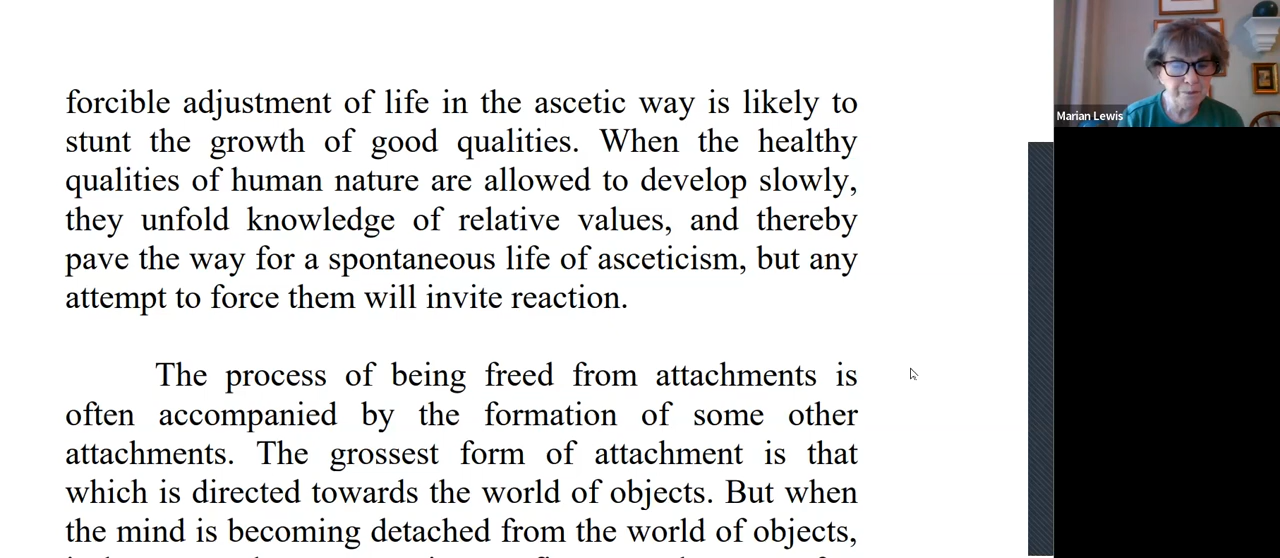 forcible adjustment of life in the ascetic way is likely to
stunt the growth of good qualities. When the healthy
qualities of human nature are allowed to develop slowly,
they unfold knowledge of relative values, and thereby
pave the way for a spontaneous life of asceticism, but any
attempt to force them will invite reaction.
The process of being freed from attachments is
often accompanied by the formation of some other
attachments. The grossest form of attachment is that
which is directed towards the world of objects. But when
the mind is becoming detached from the world of objects,
Marian Lewis